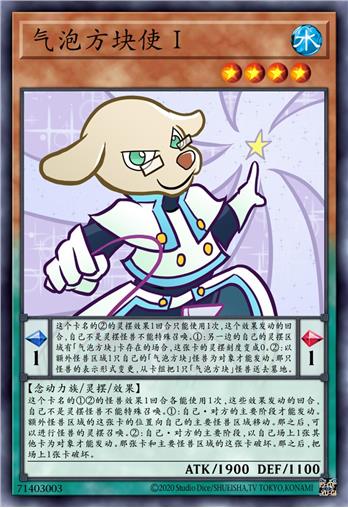 气泡方块使Ⅰ
水
这个卡名的②的灵摆效果1回合只能使用1次,这个效果发动的回
合,自己不是灵摆怪兽不能特殊召唤。①:另一边的自己的灵摆区
域有「气泡方块」卡存在的场合,这张卡的灵摆刻度变成0。②:以
额外怪兽区域1只自己的「气泡方块」怪兽为对象才能发动。那只
怪兽的表示形式变更,从卡组把1只「气泡方块」怪兽送去墓地。
1
1
【念动力族/灵摆/效果】
这个卡名的①②的怪兽效果1回合各能使用1次,这些效果发动的回
合,自己不是灵摆怪兽不能特殊召唤。①:自己·对方的主要阶段才能发动。
额外怪兽区域的这张卡的位置向自己的主要怪兽区域移动。那之后,可
以进行怪兽的灵摆召唤。②:自己·对方的主要阶段,以自己场上1张其
他卡为对象才能发动。那张卡和主要怪兽区域的这张卡破坏。那之后,把
场上1张卡破坏。
ATK/1900 DEF/1100
71403003
©2020 Studio Dice/SHUEISHA,TV TOKYO,KONAMI